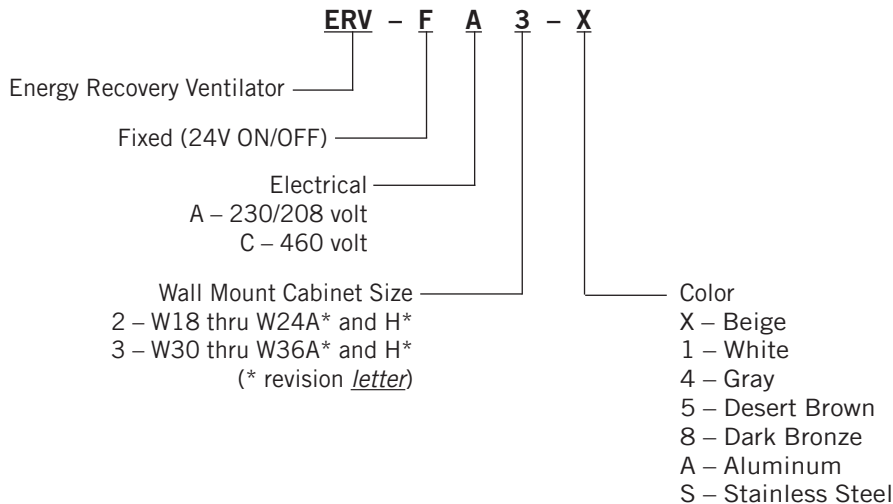 ERV – F A 3 – X
Energy Recovery Ventilator
Fixed (24V ON/OFF)
Electrical
A – 230/208 volt
C – 460 volt
Wall Mount Cabinet Size
2 – W18 thru W24A* and H*
3 – W30 thru W36A* and H*
(* revision letter)
Color
X – Beige
1 – White
4 – Gray
5 – Desert Brown
8 – Dark Bronze
A – Aluminum
S – Stainless Steel